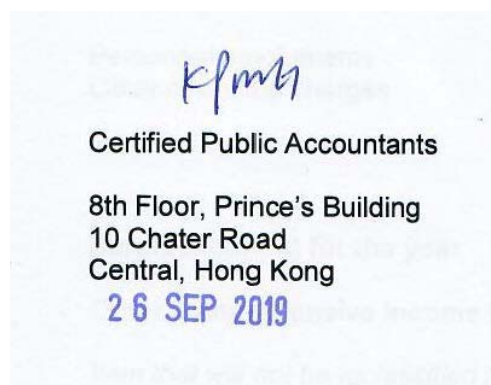 KPMG
Certified Public Accountants
8th Floor, Prince's Building
10 Chater Road
Central, Hong Kong
26 SEP 2019